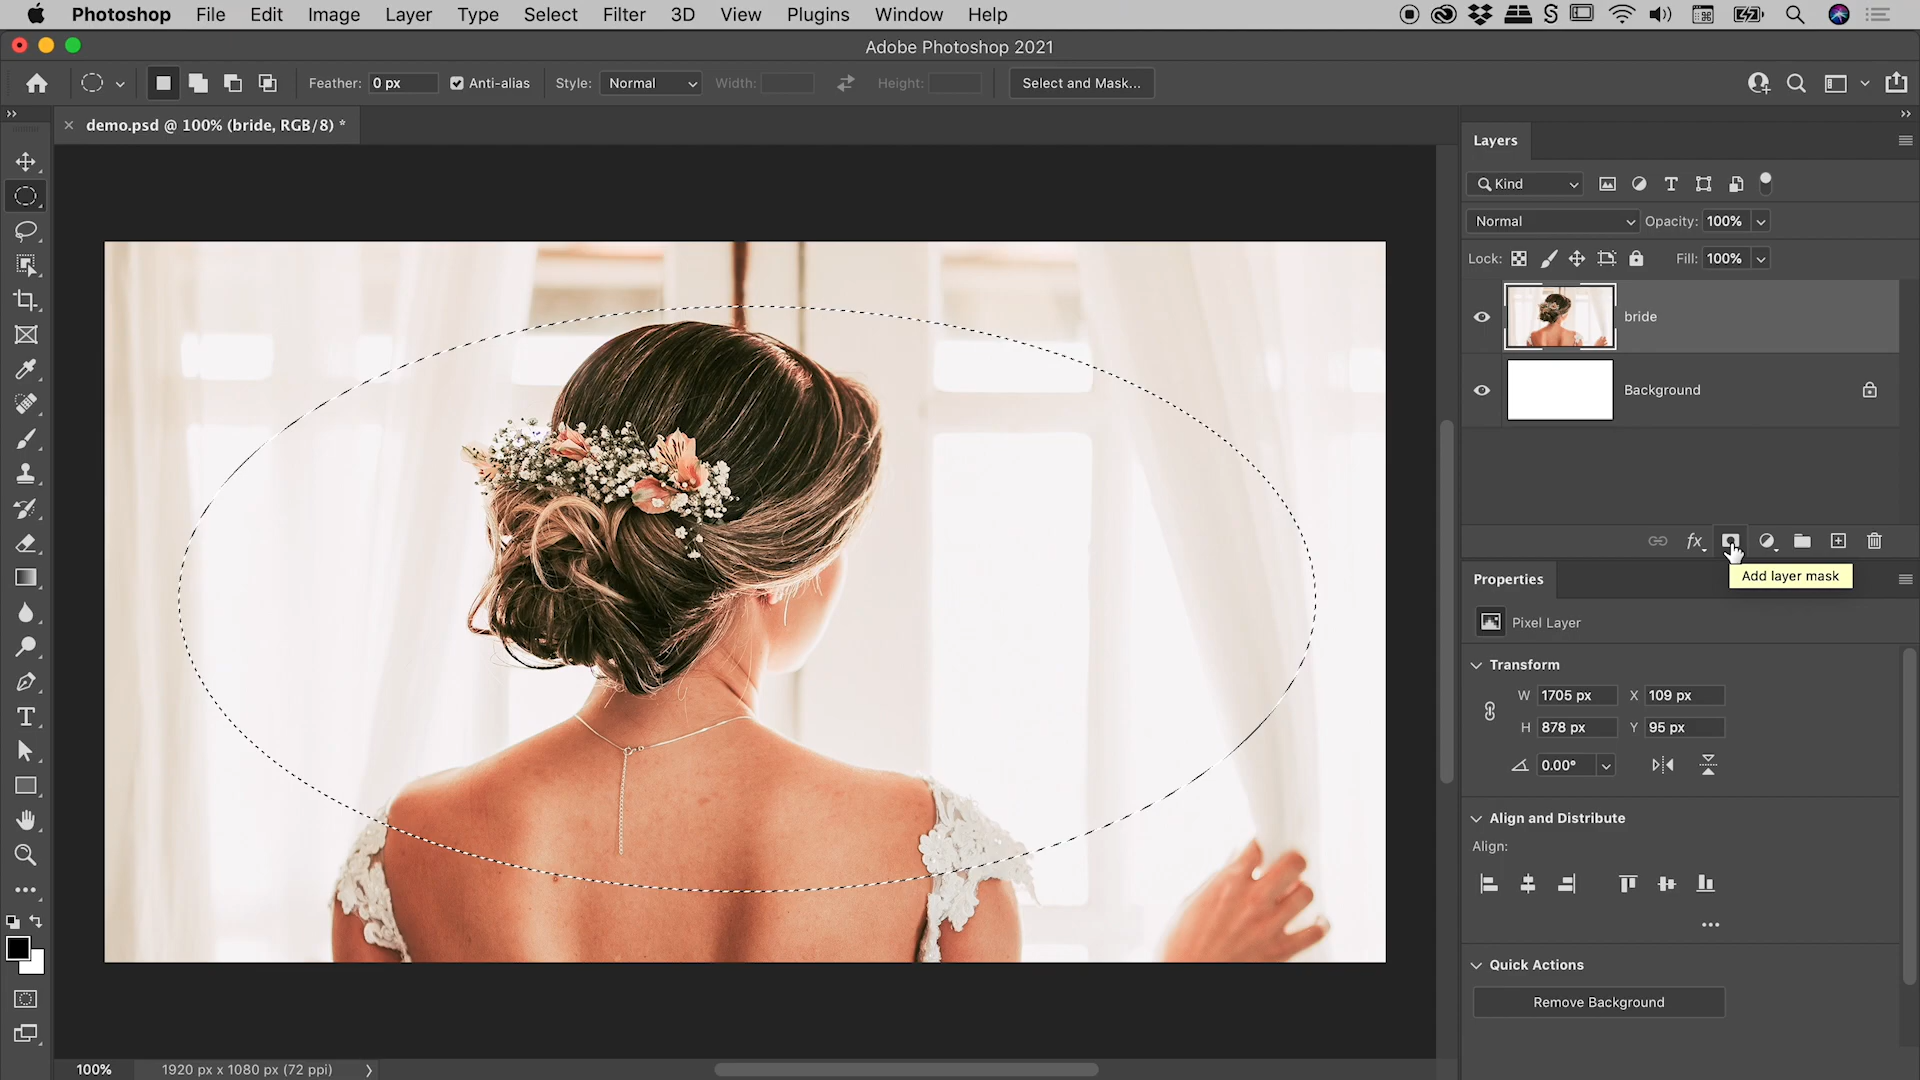 Photoshop File Edit Image Layer Type Select Filter 3D View Plugins Window Help
Adobe Photoshop 2021
Feather: 0 px Anti-alias Style: Normal Width: Height: Select and Mask...
demo.psd @ 100% (bride, RGB/8) *
Layers
Kind
Normal Opacity: 100%
Lock: Fill: 100%
bride
Background
fx
Add layer mask
Properties
Pixel Layer
Transform
W 1705 px X 109 px
H 878 px Y 95 px
0.00°
Align and Distribute
Align:
Quick Actions
Remove Background
100% 1920 px x 1080 px (72 ppi)